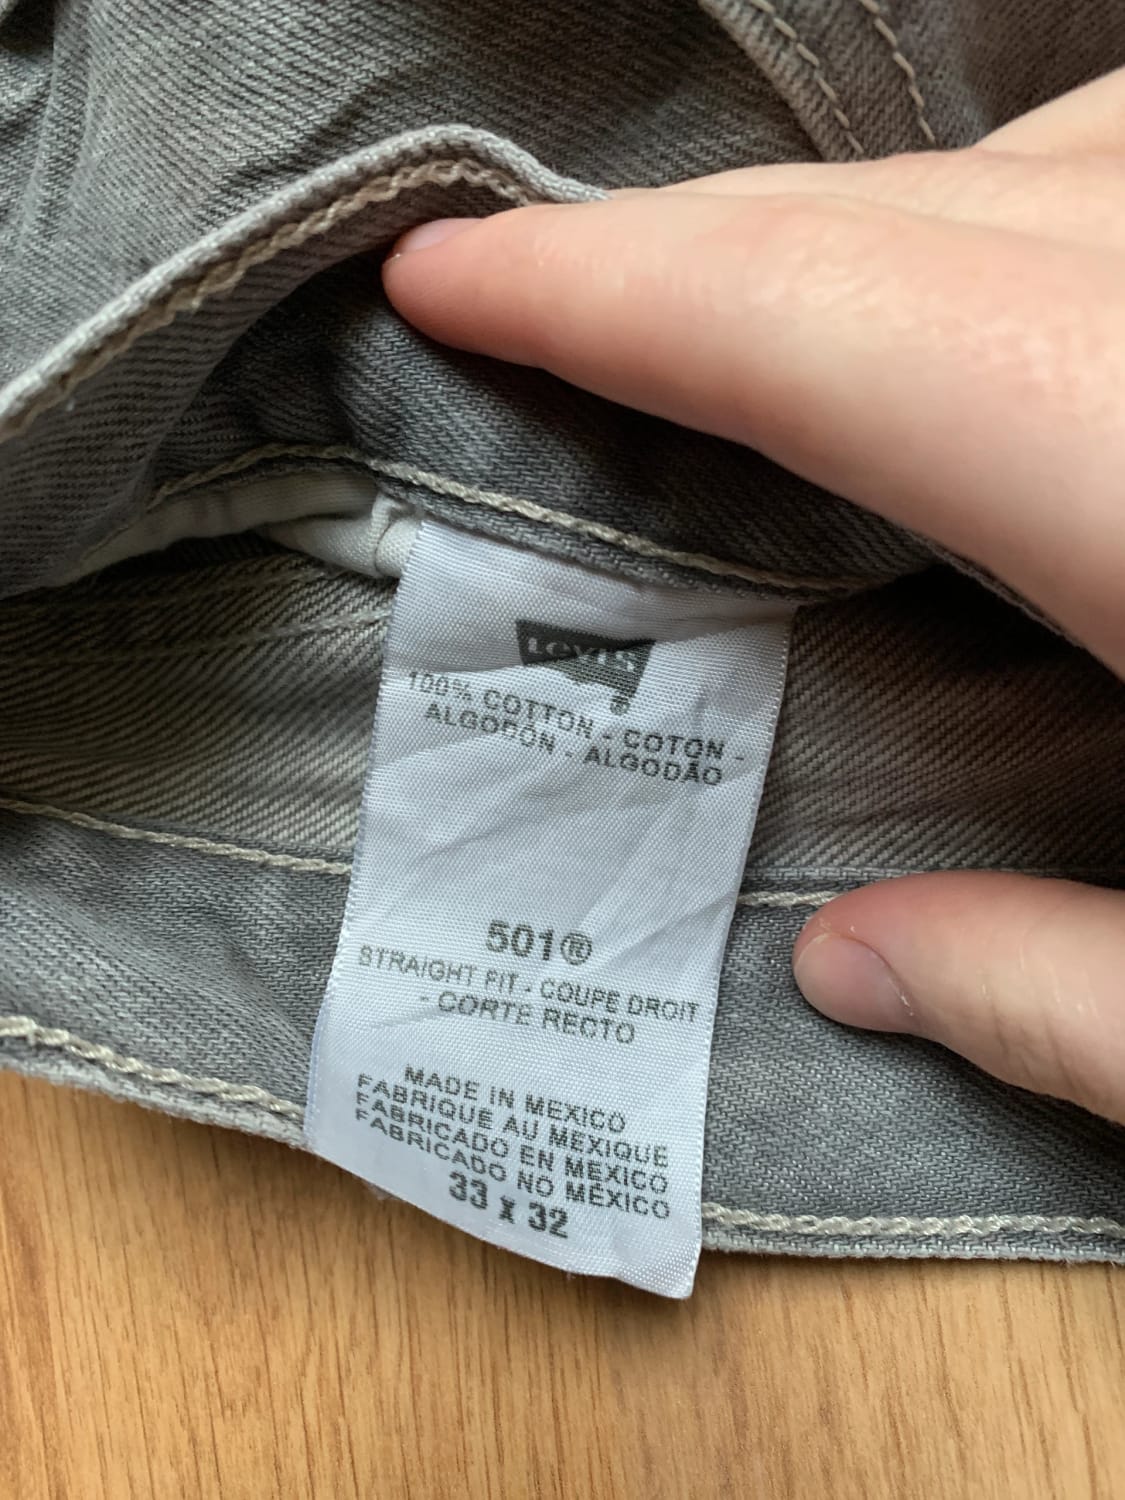 Levi's
®
100% COTTON - COTON -
ALGODÓN - ALGODÃO
501®
STRAIGHT FIT - COUPE DROIT
- CORTE RECTO
MADE IN MEXICO
FABRIQUE AU MEXIQUE
FABRICADO EN MEXICO
FABRICADO NO MÉXICO
33 x 32